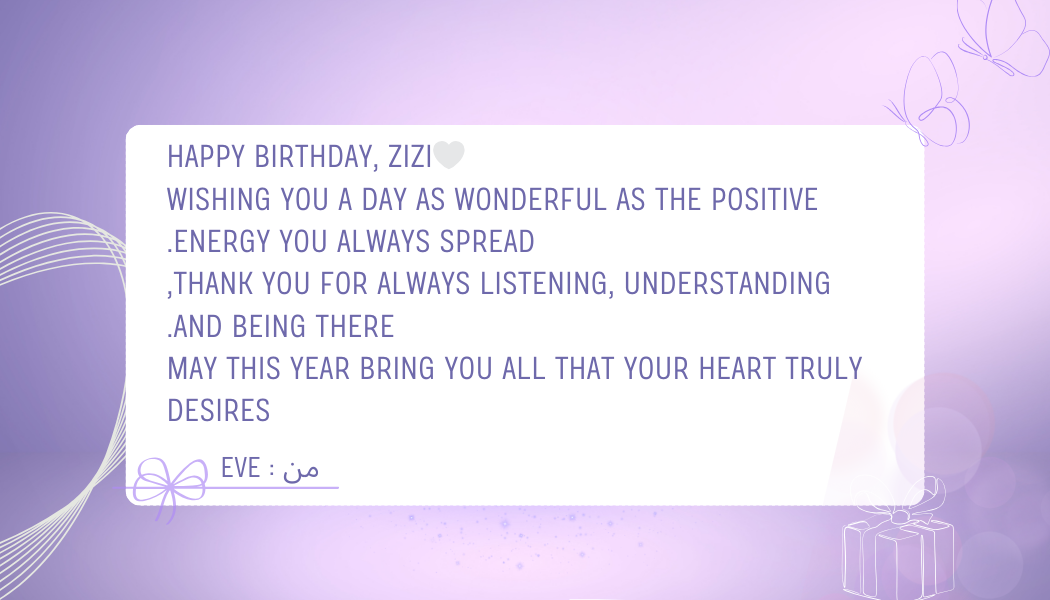 HAPPY BIRTHDAY, ZIZI🤍
WISHING YOU A DAY AS WONDERFUL AS THE POSITIVE
.ENERGY YOU ALWAYS SPREAD
,THANK YOU FOR ALWAYS LISTENING, UNDERSTANDING
.AND BEING THERE
MAY THIS YEAR BRING YOU ALL THAT YOUR HEART TRULY
DESIRES
من : EVE